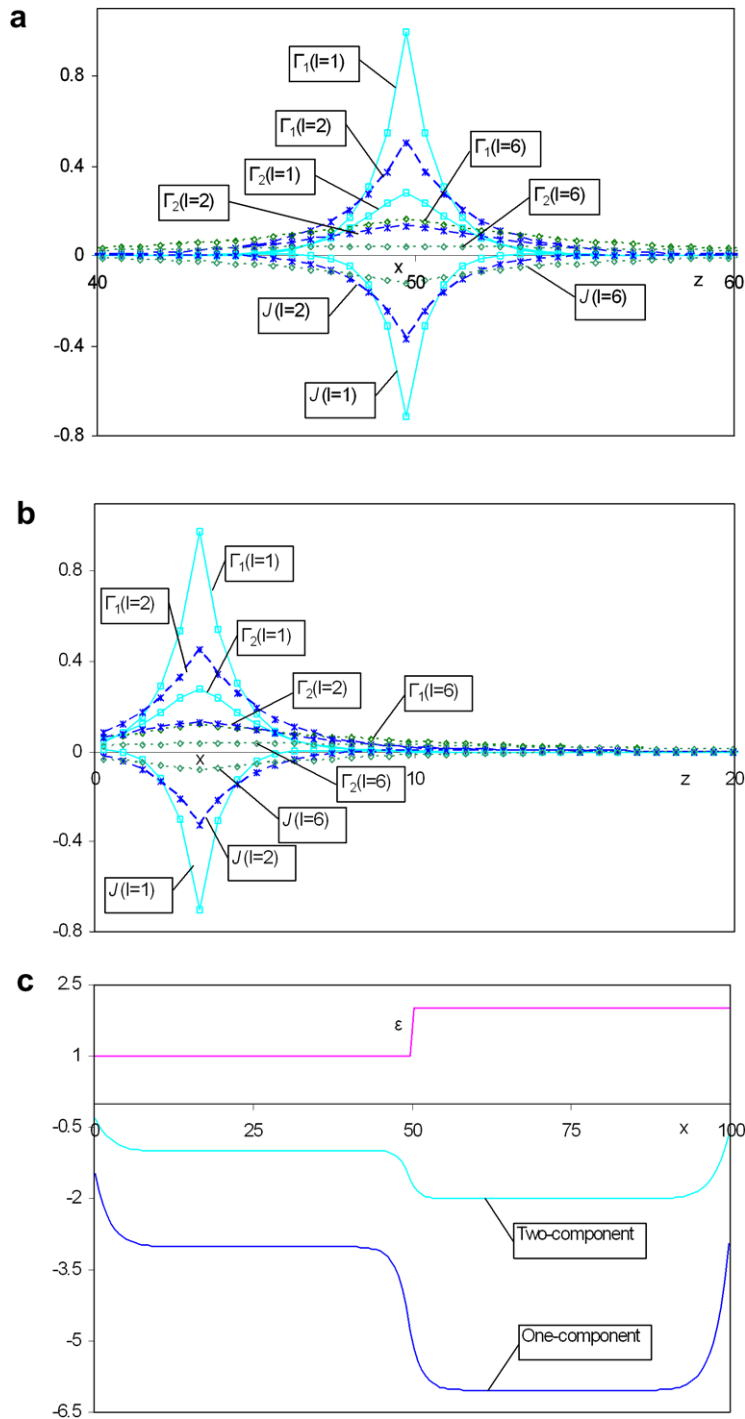 a
0.8
0.4
0
-0.4
-0.8
40
50
60
x
z
Γ1(l=1)
Γ1(l=2)
Γ1(l=6)
Γ2(l=1)
Γ2(l=2)
Γ2(l=6)
J(l=2)
J(l=6)
J(l=1)
b
0.8
0.4
0
-0.4
-0.8
0
10
20
x
z
Γ1(l=1)
Γ1(l=2)
Γ2(l=1)
Γ2(l=2)
Γ1(l=6)
Γ2(l=6)
J(l=6)
J(l=2)
J(l=1)
c
2.5
1
-0.5
-2
-3.5
-5
-6.5
ε
0
25
50
75
x
100
Two-component
One-component